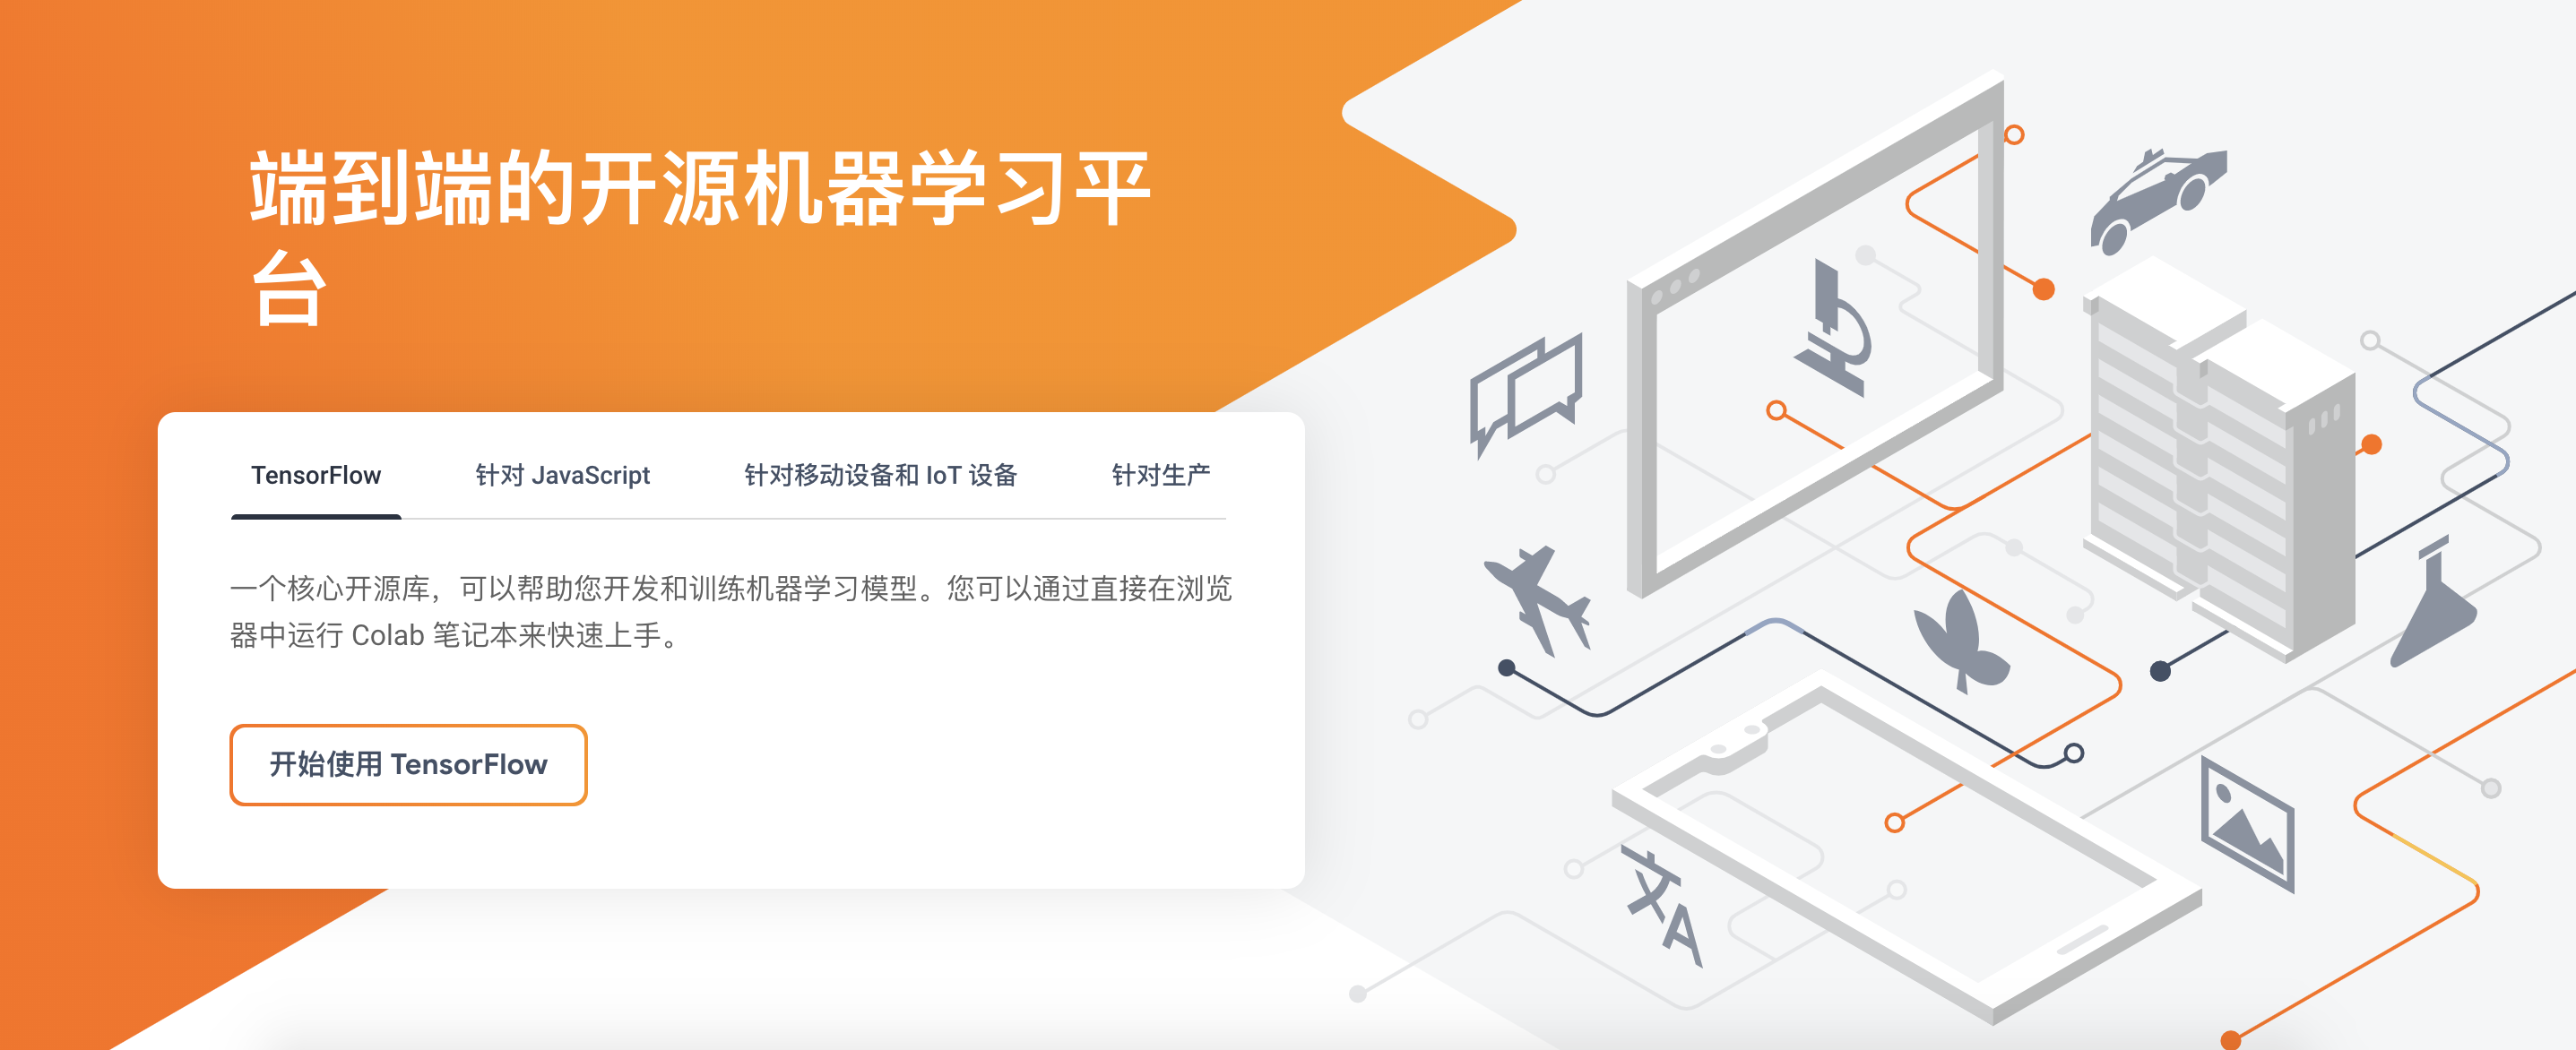 端到端的开源机器学习平
台
TensorFlow
针对 JavaScript
针对移动设备和 IoT 设备
针对生产
一个核心开源库，可以帮助您开发和训练机器学习模型。您可以通过直接在浏览
器中运行 Colab 笔记本来快速上手。
开始使用 TensorFlow
文A